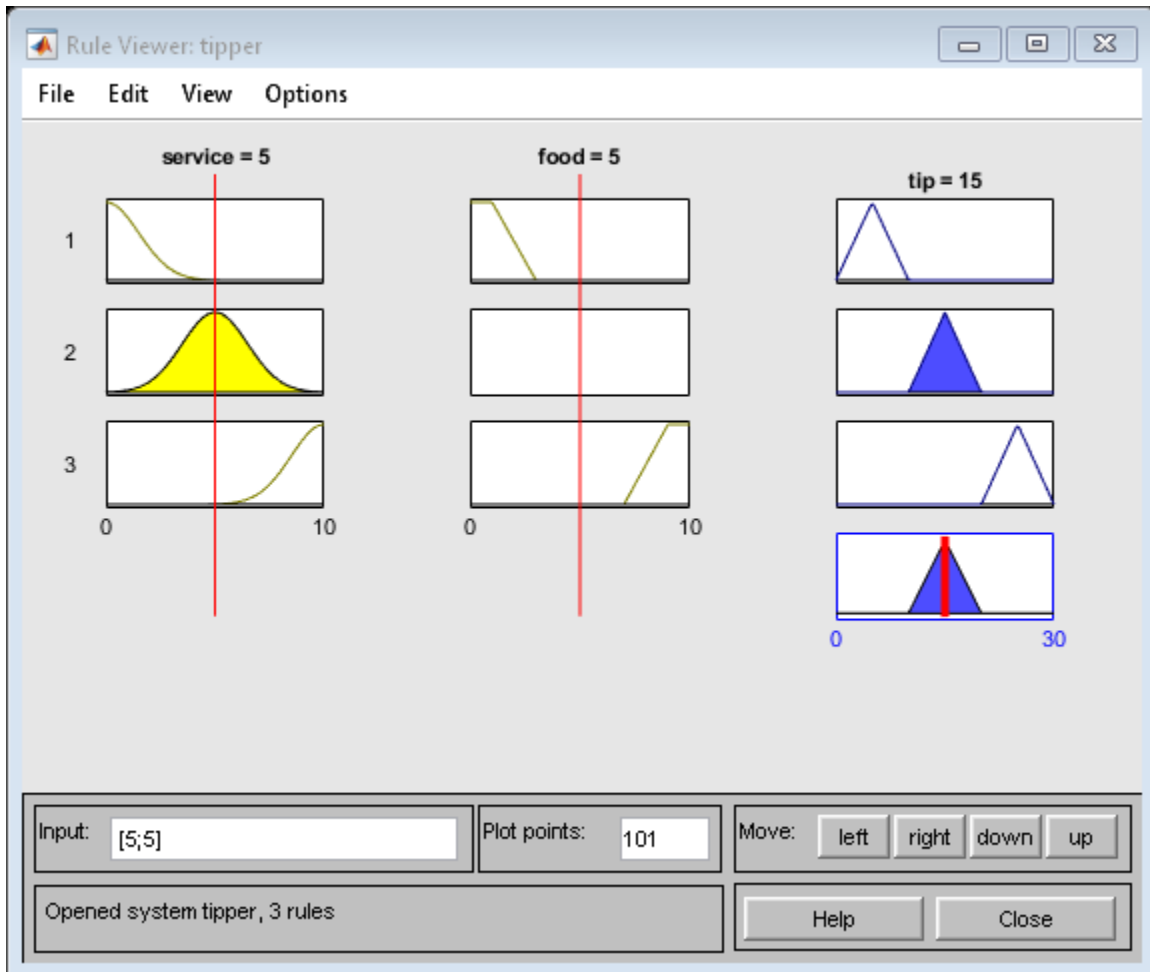 Rule Viewer: tipper
File Edit View Options
service = 5 food = 5
tip = 15
1
2
3
0 10 0 10
0 30
Input: [5;5] Plot points: 101 Move: left right down up
Opened system tipper, 3 rules Help Close